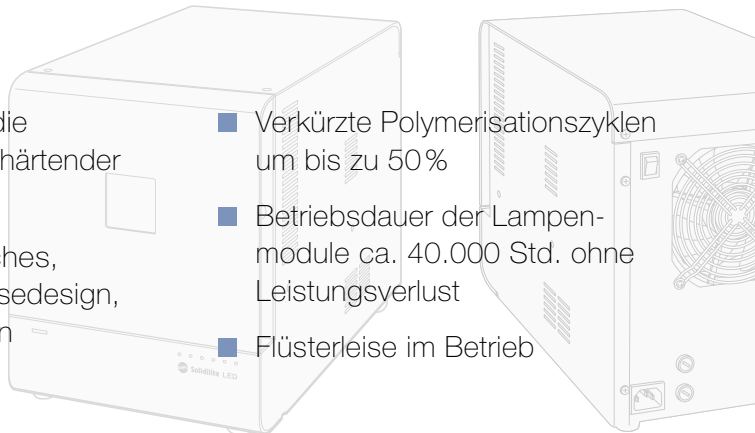 die
härtender
ches,
sedesign,
n
Verkürzte Polymerisationszyklen
um bis zu 50 %
Betriebsdauer der Lampen-
module ca. 40.000 Std. ohne
Leistungsverlust
Flüsterleise im Betrieb
Solidilite LED